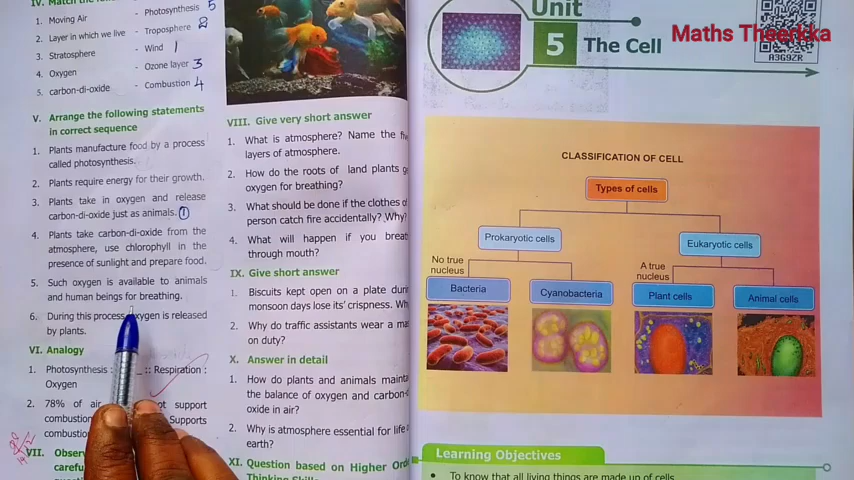 IV. Match the
1. Moving Air - Photosynthesis 5
2. Layer in which we live - Troposphere 2
3. Stratosphere - Wind 1
4. Oxygen - Ozone layer 3
5. carbon-di-oxide - Combustion 4
V. Arrange the following statements
in correct sequence
1. Plants manufacture food by a process
called photosynthesis.
2. Plants require energy for their growth.
3. Plants take in oxygen and release
carbon-di-oxide just as animals. 1
4. Plants take carbon-di-oxide from the
atmosphere, use chlorophyll in the
presence of sunlight and prepare food.
5. Such oxygen is available to animals
and human beings for breathing.
6. During this process oxygen is released
by plants.
VI. Analogy
1. Photosynthesis : _ :: Respiration :
Oxygen
2. 78% of air not support
combustion Supports
combustion
VII. Observ
carefu
VIII. Give very short answer
1. What is atmosphere? Name the fi
layers of atmosphere.
2. How do the roots of land plants g
oxygen for breathing?
3. What should be done if the clothes o
person catch fire accidentally? Why?
4. What will happen if you breat
through mouth?
IX. Give short answer
1. Biscuits kept open on a plate duri
monsoon days lose its' crispness. Wh
2. Why do traffic assistants wear a ma
on duty?
X. Answer in detail
1. How do plants and animals mainta
the balance of oxygen and carbon-d
oxide in air?
2. Why is atmosphere essential for life o
earth?
XI. Question based on Higher Orde
Thinking Skills
Unit
5 The Cell
Maths Theerkka
A3G9ZR
CLASSIFICATION OF CELL
Types of cells
Prokaryotic cells
Eukaryotic cells
No true
nucleus
A true
nucleus
Bacteria
Cyanobacteria
Plant cells
Animal cells
Learning Objectives
• To know that all living things are made up of cells.